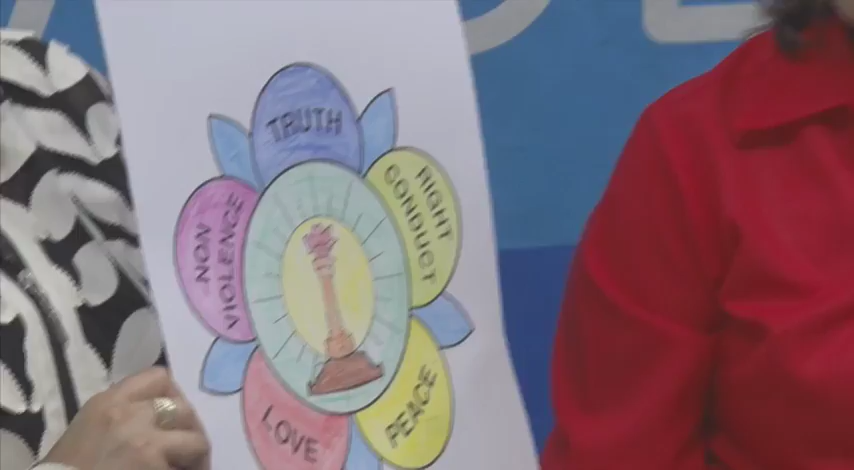 TRUTH
RIGHT
CONDUCT
PEACE
LOVE
NON
VIOLENCE